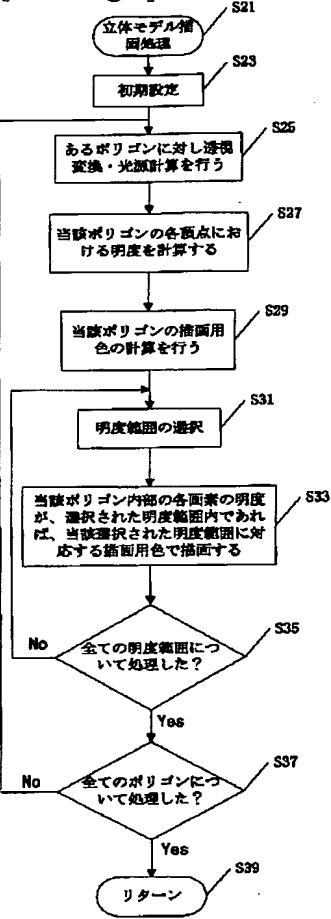 S21
立体モデル描
画処理
S23
初期設定
S25
あるポリゴンに対し透視
変換・光源計算を行う
S27
当該ポリゴンの各頂点にお
ける明度を計算する
S29
当該ポリゴンの描画用
色の計算を行う
S31
明度範囲の選択
S33
当該ポリゴン内部の各画素の明度
が、選択された明度範囲内であれ
ば、当該選択された明度範囲に対
応する描画用色で描画する
S35
No
全ての明度範囲につ
いて処理した?
Yes
S37
No
全てのポリゴンにつ
いて処理した?
Yes
S39
リターン